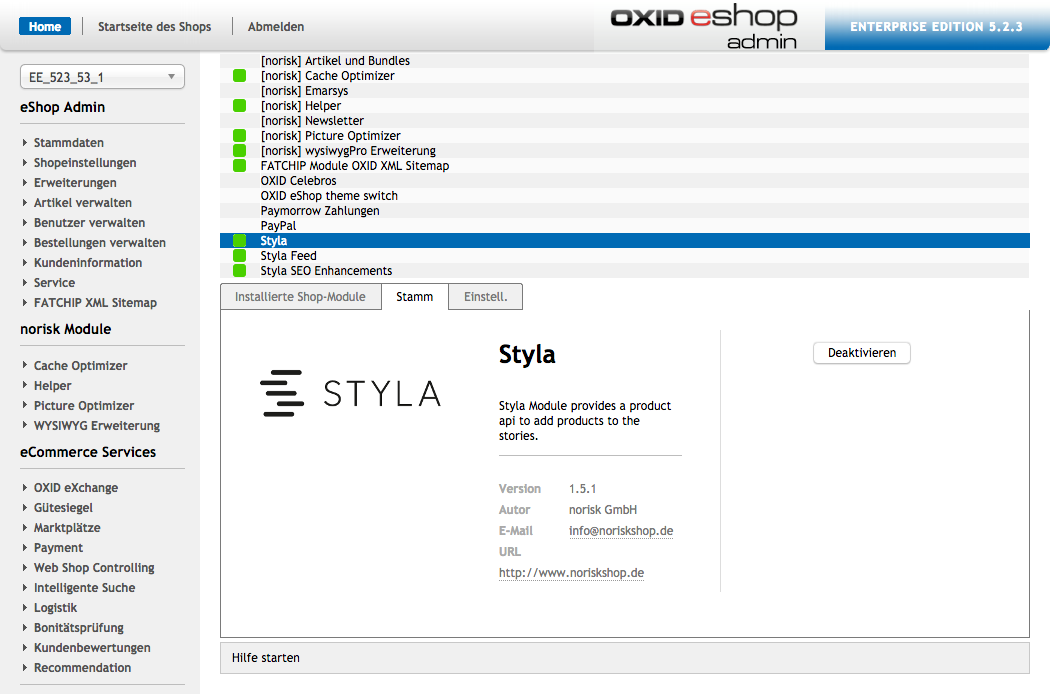 Home
Startseite des Shops
Abmelden
OXID eshop
admin
ENTERPRISE EDITION 5.2.3
EE_523_53_1
eShop Admin
Stammdaten
Shopeinstellungen
Erweiterungen
Artikel verwalten
Benutzer verwalten
Bestellungen verwalten
Kundeninformation
Service
FATCHIP XML Sitemap
norisk Module
Cache Optimizer
Helper
Picture Optimizer
WYSIWYG Erweiterung
eCommerce Services
OXID eXchange
Gütesiegel
Marktplätze
Payment
Web Shop Controlling
Intelligente Suche
Logistik
Bonitätsprüfung
Kundenbewertungen
Recommendation
[norisk] Artikel und Bundles
[norisk] Cache Optimizer
[norisk] Emarsys
[norisk] Helper
[norisk] Newsletter
[norisk] Picture Optimizer
[norisk] wysiwygPro Erweiterung
FATCHIP Module OXID XML Sitemap
OXID Celebros
OXID eShop theme switch
Paymorrow Zahlungen
PayPal
Styla
Styla Feed
Styla SEO Enhancements
Installierte Shop-Module
Stamm
Einstell.
STYLA
Styla
Styla Module provides a product
api to add products to the
stories.
Version 1.5.1
Autor norisk GmbH
E-Mail info@noriskshop.de
URL
http://www.noriskshop.de
Deaktivieren
Hilfe starten